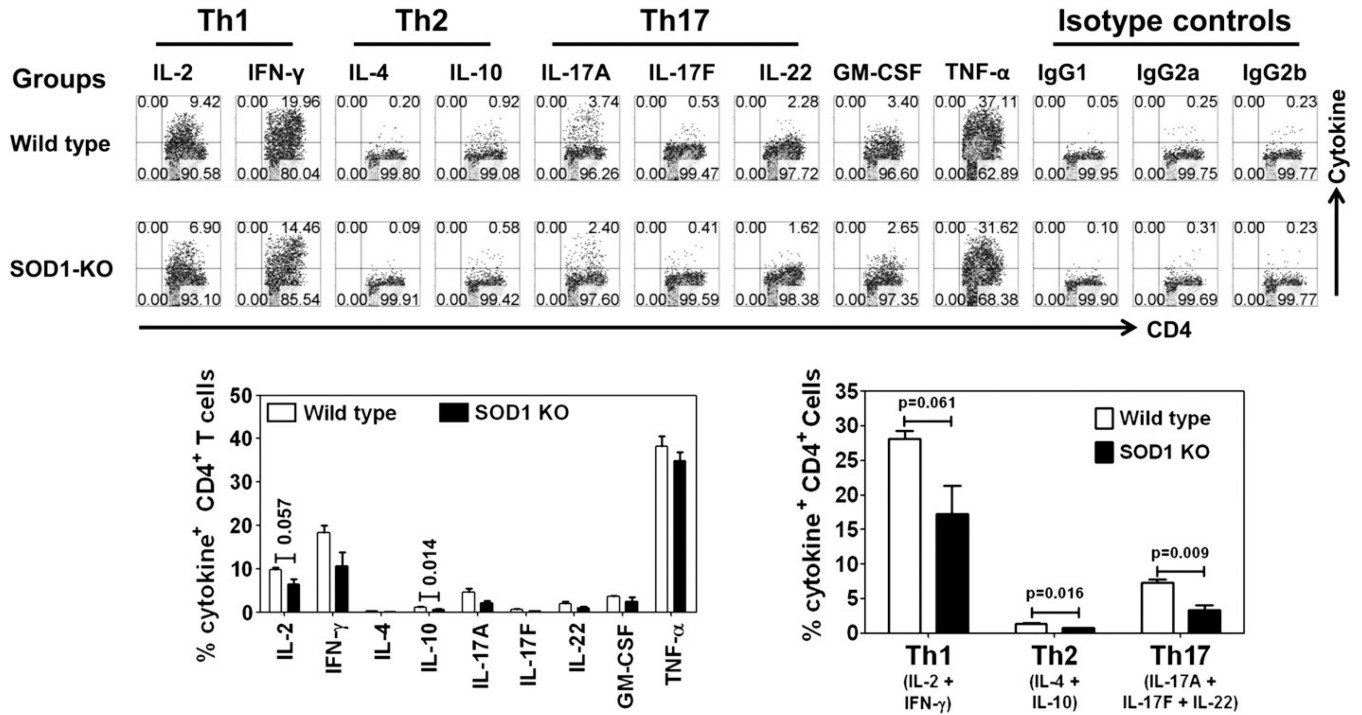 Th1 Th2 Th17 Isotype controls
Groups IL-2 IFN-γ IL-4 IL-10 IL-17A IL-17F IL-22 GM-CSF TNF-α IgG1 IgG2a IgG2b
0.00 9.42 0.00 19.96 0.00 0.20 0.00 0.92 0.00 3.74 0.00 0.53 0.00 2.28 0.00 3.40 0.00 37.11 0.00 0.05 0.00 0.25 0.00 0.23
Wild type
0.00 90.58 0.00 80.04 0.00 99.80 0.00 99.08 0.00 96.26 0.00 99.47 0.00 97.72 0.00 96.60 0.00 62.89 0.00 99.95 0.00 99.75 0.00 99.77
Cytokine
0.00 6.90 0.00 14.46 0.00 0.09 0.00 0.58 0.00 2.40 0.00 0.41 0.00 1.62 0.00 2.65 0.00 31.62 0.00 0.10 0.00 0.31 0.00 0.23
SOD1-KO
0.00 93.10 0.00 85.54 0.00 99.91 0.00 99.42 0.00 97.60 0.00 99.59 0.00 98.38 0.00 97.35 0.00 68.38 0.00 99.90 0.00 99.69 0.00 99.77
CD4
% cytokine+ CD4+ T cells
50
40
30
20
10
0
Wild type SOD1 KO
0.057
0.014
IL-2 IFN-γ IL-4 IL-10 IL-17A IL-17F IL-22 GM-CSF TNF-α
% cytokine+ CD4+ Cells
35
30
25
20
15
10
5
0
p=0.061
Wild type
SOD1 KO
p=0.016
p=0.009
Th1 Th2 Th17
(IL-2 + (IL-4 + (IL-17A +
IFN-γ) IL-10) IL-17F + IL-22)